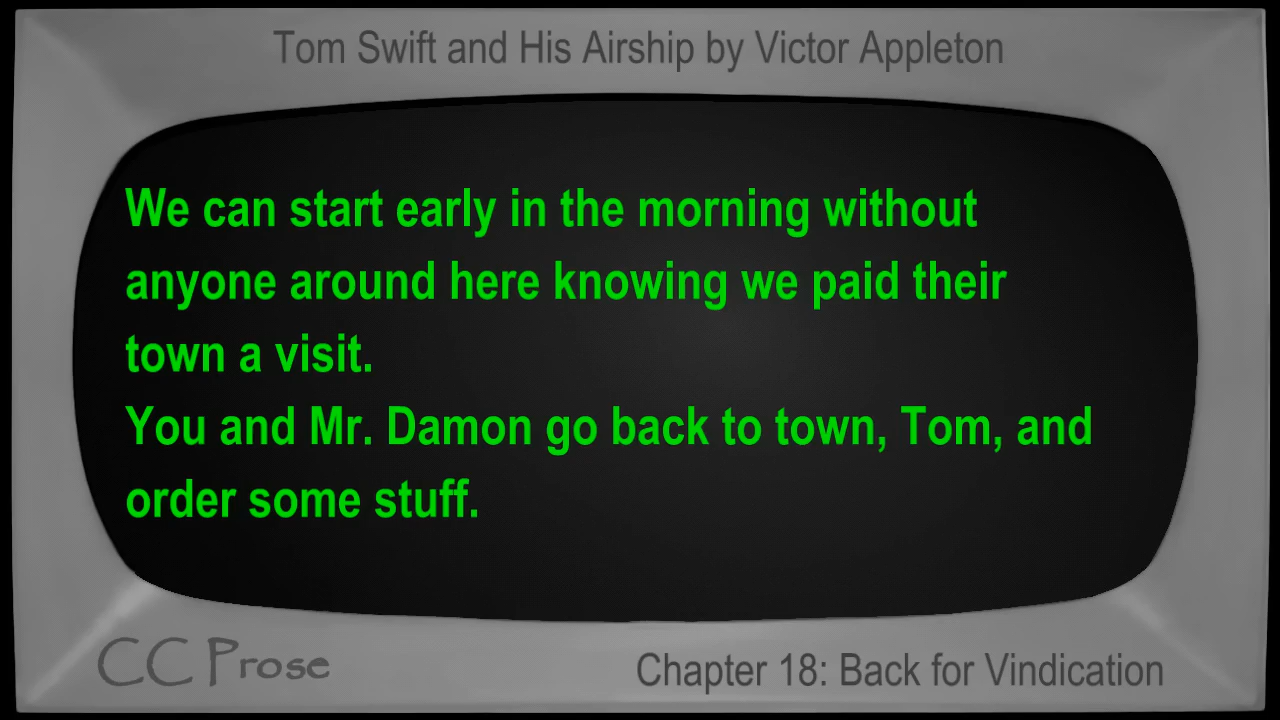 Tom Swift and His Airship by Victor Appleton
We can start early in the morning without
anyone around here knowing we paid their
town a visit.
You and Mr. Damon go back to town, Tom, and
order some stuff.
CC Prose
Chapter 18: Back for Vindication